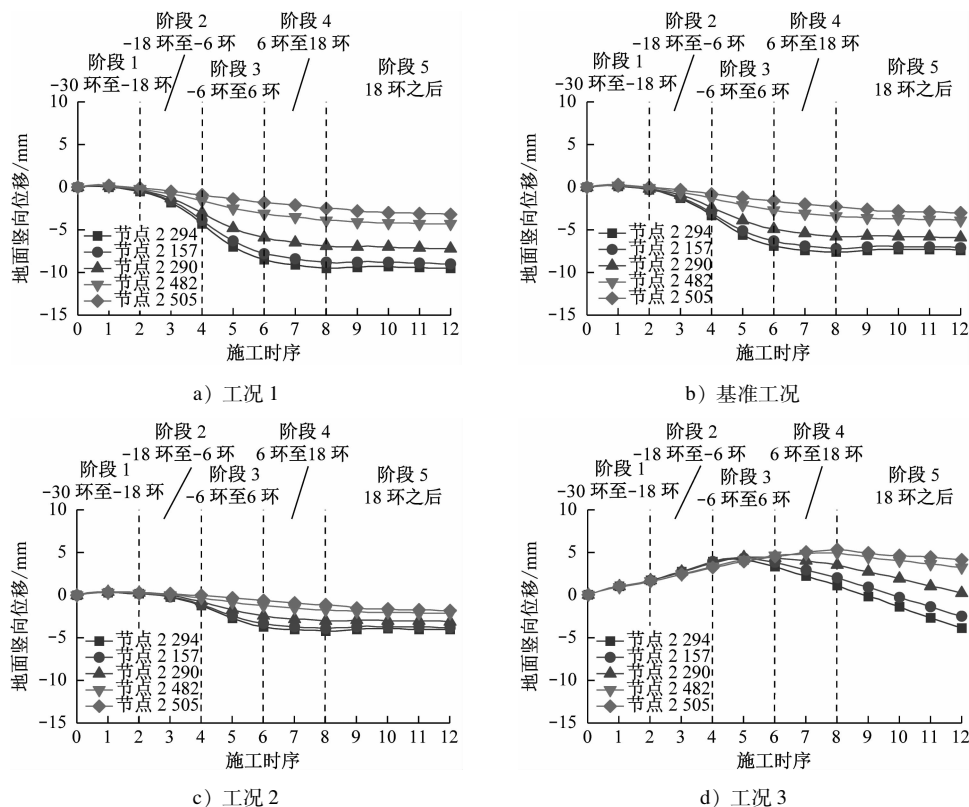 阶段 2
-18 环至-6 环
阶段 4
6 环至18 环
阶段 1
-30 环至-18 环
阶段 3
-6 环至6 环
阶段 5
18 环之后
10
5
0
-5
-10
-15
地面竖向位移/mm
节点 2 294
节点 2 157
节点 2 290
节点 2 482
节点 2 505
0 1 2 3 4 5 6 7 8 9 10 11 12
施工时序
a）工况 1
阶段 2
-18 环至-6 环
阶段 4
6 环至18 环
阶段 1
-30 环至-18 环
阶段 3
-6 环至6 环
阶段 5
18 环之后
10
5
0
-5
-10
-15
地面竖向位移/mm
节点 2 294
节点 2 157
节点 2 290
节点 2 482
节点 2 505
0 1 2 3 4 5 6 7 8 9 10 11 12
施工时序
b）基准工况
阶段 2
-18 环至-6 环
阶段 4
6 环至18 环
阶段 1
-30 环至-18 环
阶段 3
-6 环至6 环
阶段 5
18 环之后
10
5
0
-5
-10
-15
地面竖向位移/mm
节点 2 294
节点 2 157
节点 2 290
节点 2 482
节点 2 505
0 1 2 3 4 5 6 7 8 9 10 11 12
施工时序
c）工况 2
阶段 2
-18 环至-6 环
阶段 4
6 环至18 环
阶段 1
-30 环至-18 环
阶段 3
-6 环至6 环
阶段 5
18 环之后
10
5
0
-5
-10
-15
地面竖向位移/mm
节点 2 294
节点 2 157
节点 2 290
节点 2 482
节点 2 505
0 1 2 3 4 5 6 7 8 9 10 11 12
施工时序
d）工况 3